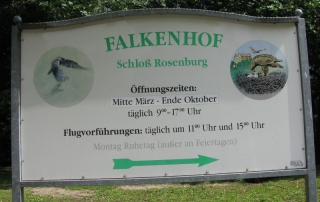 FALKENHOF
Schloß Rosenburg
Öffnungszeiten:
Mitte März - Ende Oktober
täglich 9⁰⁰-17⁰⁰ Uhr
Flugvorführungen: täglich um 11⁰⁰ Uhr und 15⁰⁰ Uhr
Montag Ruhetag (außer an Feiertagen)